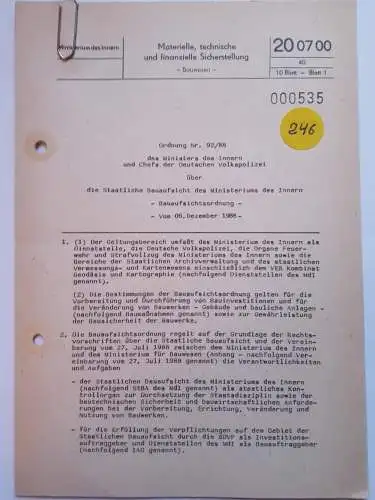 Ministerium des Innern
Materielle, technische
und finanzielle Sicherstellung
- Bauwesen -
20 07 00
10 Blatt - Blatt 1
000535
246
Ordnung Nr. 92/88
des Ministers des Innern
und Chefs der Deutschen Volkspolizei
über
die Staatliche Bauaufsicht des Ministeriums des Innern
- Bauaufsichtsordnung -
- Vom 06. Dezember 1988 -
1. (1) Der Geltungsbereich umfaßt das Ministerium des Innern als
Dienststelle, die Deutsche Volkspolizei, die Organe Feuer-
wehr und Strafvollzug des Ministeriums des Innern sowie die
Bereiche der Staatlichen Archivverwaltung und des staatlichen
Vermessungs- und Kartenwesens einschließlich dem VEB Kombinat
Geodäsie und Kartographie (nachfolgend Dienststellen des MdI
genannt).
(2) Die Bestimmungen der Bauaufsichtsordnung gelten für die
Vorbereitung und Durchführung von Bauinvestitionen und für
die Veränderung von Bauwerken - Gebäude und bauliche Anlagen -
(nachfolgend Baumaßnahmen genannt) sowie zur Gewährleistung
der Bausicherheit der Bauwerke.
2. Die Bauaufsichtsordnung regelt auf der Grundlage der Rechts-
vorschriften über die Staatliche Bauaufsicht und der Verein-
barung vom 27. Juli 1988 zwischen dem Ministerium des Innern
und dem Ministerium für Bauwesen (Anhang - nachfolgend Ver-
einbarung vom 27. Juli 1988 genannt) die Verantwortlichkeiten
und Aufgaben
- der Staatlichen Bauaufsicht des Ministeriums des Innern
(nachfolgend StBA des MdI genannt) als staatliches Kon-
trollorgan zur Durchsetzung der Staatsdisziplin sowie der
bautechnischen Sicherheit und bauwirtschaftlichen Anforde-
rungen bei der Vorbereitung, Errichtung, Veränderung und
Nutzung von Bauwerken.
- für die Erfüllung der Verpflichtungen auf dem Gebiet der
Staatlichen Bauaufsicht durch die BDVP als Investitions-
auftraggeber und Dienststellen des MdI als Bauauftraggeber
(nachfolgend IAG genannt).